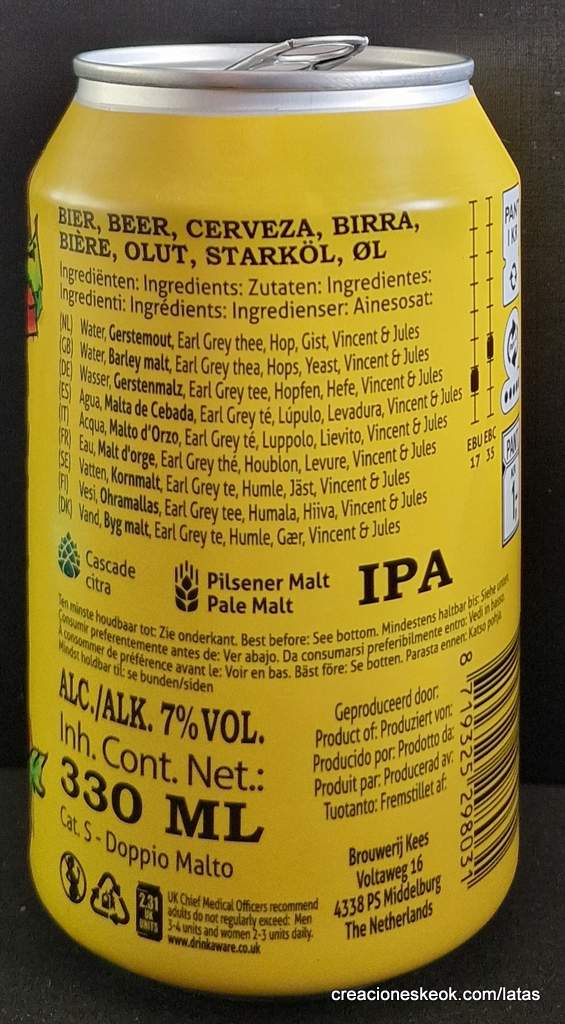 BIER, BEER, CERVEZA, BIRRA,
BIÈRE, OLUT, STARKÖL, ØL
Ingrediënten: Ingredients: Zutaten: Ingredientes:
Ingredienti: Ingrédients: Ingredienser: Ainesosat:
(NL) Water, Gerstemout, Earl Grey thee, Hop, Gist, Vincent & Jules
(GB) Water, Barley malt, Earl Grey thea, Hops, Yeast, Vincent & Jules
(DE) Wasser, Gerstenmalz, Earl Grey tee, Hopfen, Hefe, Vincent & Jules
(ES) Agua, Malta de Cebada, Earl Grey té, Lúpulo, Levadura, Vincent & Jules
(IT) Acqua, Malto d'Orzo, Earl Grey té, Luppolo, Lievito, Vincent & Jules
(FR) Eau, Malt d'orge, Earl Grey thé, Houblon, Levure, Vincent & Jules
(SE) Vatten, Kornmalt, Earl Grey te, Humle, Jäst, Vincent & Jules
(FI) Vesi, Ohramallas, Earl Grey tee, Humala, Hiiva, Vincent & Jules
(DK) Vand, Byg malt, Earl Grey te, Humle, Gær, Vincent & Jules
EBU EBC
17 35
PANT
1 KR
PANT
1
Cascade
citra
Pilsener Malt
Pale Malt
IPA
Ten minste houdbaar tot: Zie onderkant. Best before: See bottom. Mindestens haltbar bis: Siehe unten
Consumir preferentemente antes de: Ver abajo. Da consumarsi preferibilmente entro: Vedi in basso
À consommer de préférence avant le: Voir en bas. Bäst före: Se botten. Parasta ennen: Katso pohja
Mindst holdbar til: se bunden/siden
ALC./ALK. 7% VOL.
Inh. Cont. Net.:
330 ML
Cat. S - Doppio Malto
Geproduceerd door:
Product of: Produziert von:
Producido por: Prodotto da:
Produit par: Producerad av:
Tuotanto: Fremstillet af:
Brouwerij Kees
Voltaweg 16
4338 PS Middelburg
The Netherlands
8 719325 298031
2.31
UK
UNITS
UK Chief Medical Officers recommend
adults do not regularly exceed: Men
3-4 units and women 2-3 units daily.
www.drinkaware.co.uk
creacioneskeok.com/latas